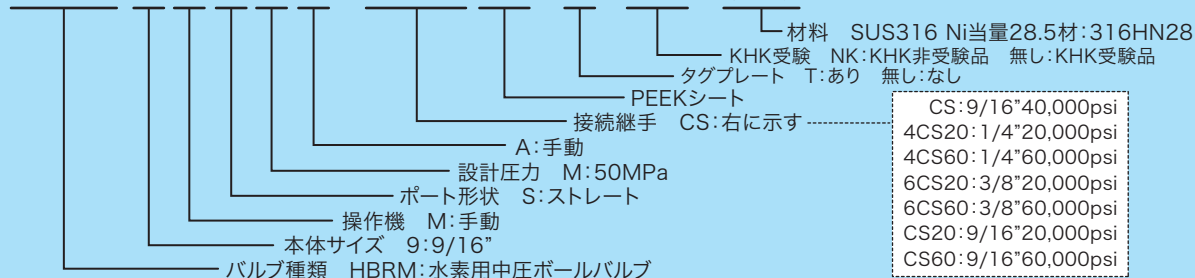 材料 SUS316 Ni当量28.5材:316HN28
KHK受験 NK:KHK非受験品 無し:KHK受験品
タグプレート T:あり 無し:なし
PEEKシート
接続継手 CS:右に示す
A:手動
設計圧力 M:50MPa
ポート形状 S:ストレート
操作機 M:手動
本体サイズ 9:9/16”
バルブ種類 HBRM:水素用中圧ボールバルブ
CS:9/16”40,000psi
4CS20:1/4”20,000psi
4CS60:1/4”60,000psi
6CS20:3/8”20,000psi
6CS60:3/8”60,000psi
CS20:9/16”20,000psi
CS60:9/16”60,000psi